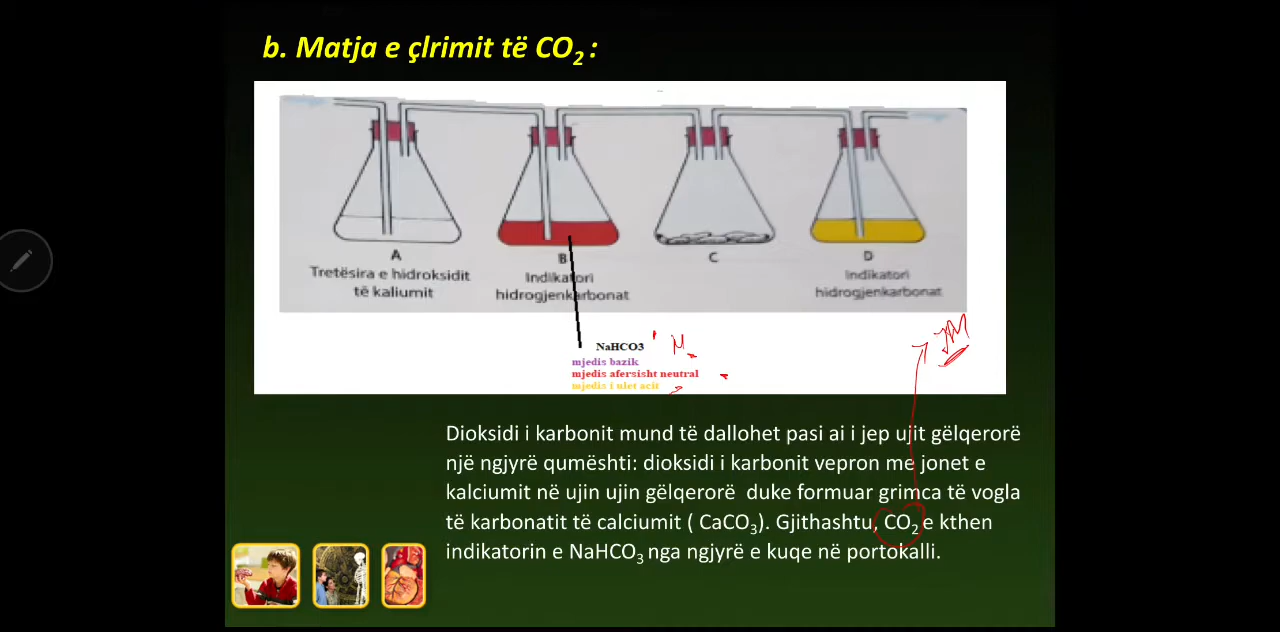 b. Matja e çlrimit të CO2 :
A
B
C
D
Tretësira e hidroksidit
të kaliumit
Indikatori
hidrogjenkarbonat
Indikatori
hidrogjenkarbonat
NaHCO3
mjedis bazik
mjedis afersisht neutral
mjedis i ulet acit
Dioksidi i karbonit mund të dallohet pasi ai i jep ujit gëlqerorë
një ngjyrë qumështi: dioksidi i karbonit vepron me jonet e
kalciumit në ujin ujin gëlqerorë duke formuar grimca të vogla
të karbonatit të calciumit ( CaCO3). Gjithashtu, CO2 e kthen
indikatorin e NaHCO3 nga ngjyrë e kuqe në portokalli.